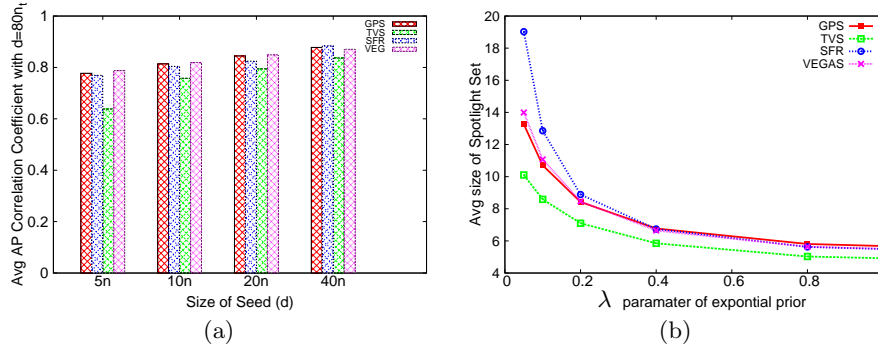 Avg AP Correlation Coefficient with d=80n_t
1
0.8
0.6
0.4
0.2
0
5n
10n
20n
40n
Size of Seed (d)
GPS
TVS
SFR
VEG
(a)
Avg size of Spotlight Set
20
18
16
14
12
10
8
6
4
0
0.2
0.4
0.6
0.8
λ paramater of expontial prior
GPS
TVS
SFR
VEGAS
(b)